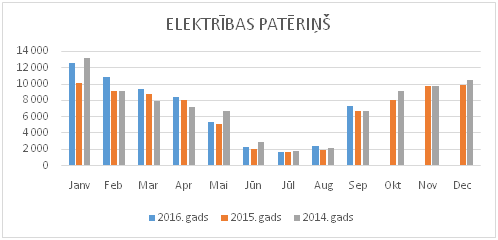 ELEKTRĪBAS PATĒRIŅŠ
14 000
12 000
10 000
8 000
6 000
4 000
2 000
0
Janv Feb Mar Apr Mai Jūn Jūl Aug Sep Okt Nov Dec
2016.gads 2015.gads 2014.gads